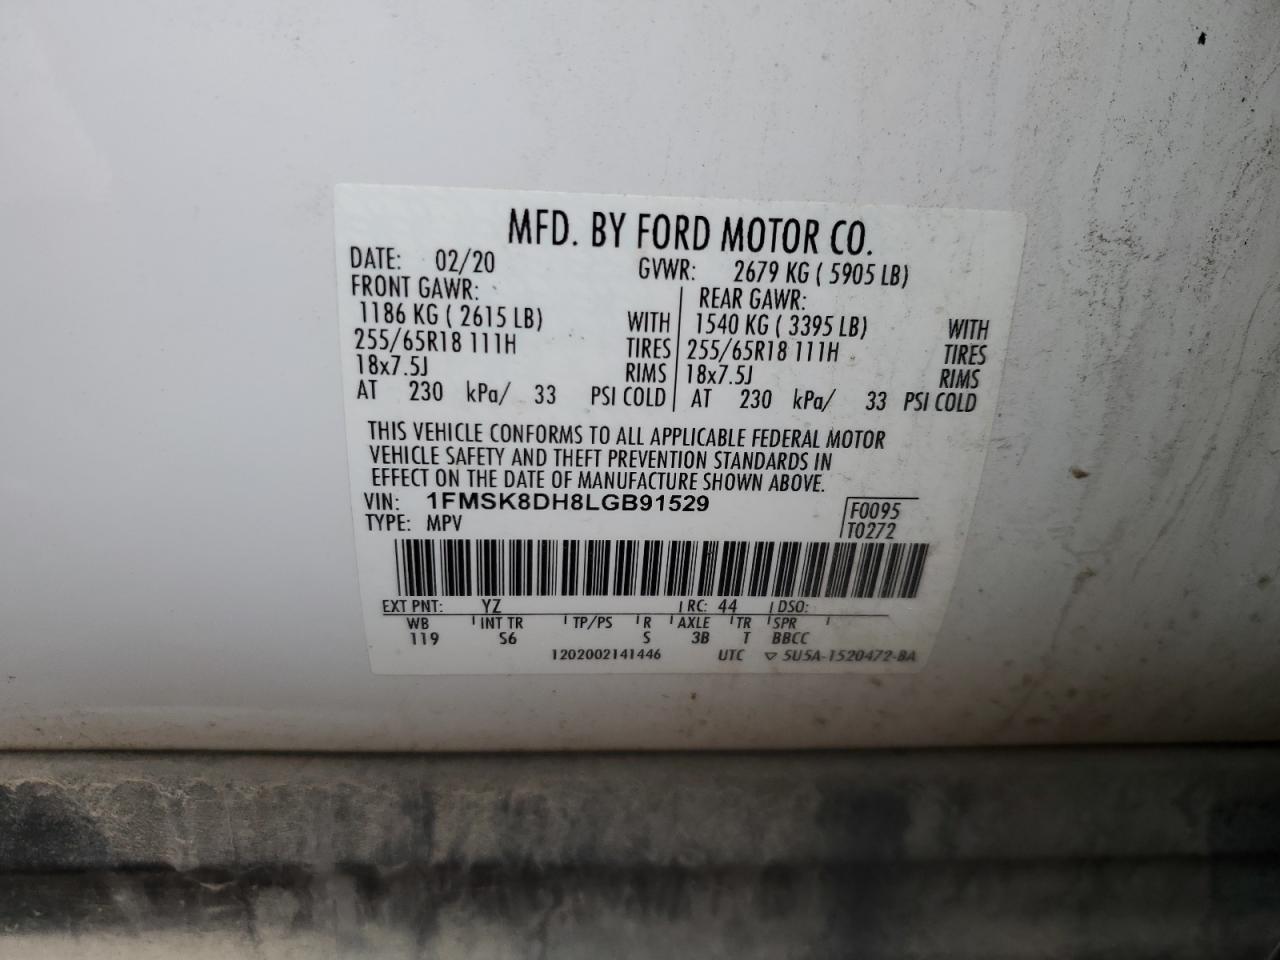 MFD. BY FORD MOTOR CO.
DATE: 02/20 GVWR: 2679 KG ( 5905 LB)
FRONT GAWR: REAR GAWR:
1186 KG ( 2615 LB) WITH 1540 KG ( 3395 LB) WITH
255/65R18 111H TIRES 255/65R18 111H TIRES
18x7.5J RIMS 18x7.5J RIMS
AT 230 kPa/ 33 PSI COLD AT 230 kPa/ 33 PSI COLD
THIS VEHICLE CONFORMS TO ALL APPLICABLE FEDERAL MOTOR
VEHICLE SAFETY AND THEFT PREVENTION STANDARDS IN
EFFECT ON THE DATE OF MANUFACTURE SHOWN ABOVE.
VIN: 1FMSK8DH8LGB91529 F0095
TYPE: MPV T0272
EXT PNT: YZ RC: 44 DSO:
WB INT TR TP/PS R AXLE TR SPR
119 S6 S 3B T BBCC
1202002141446 UTC ▽ 5U5A-1520472-BA